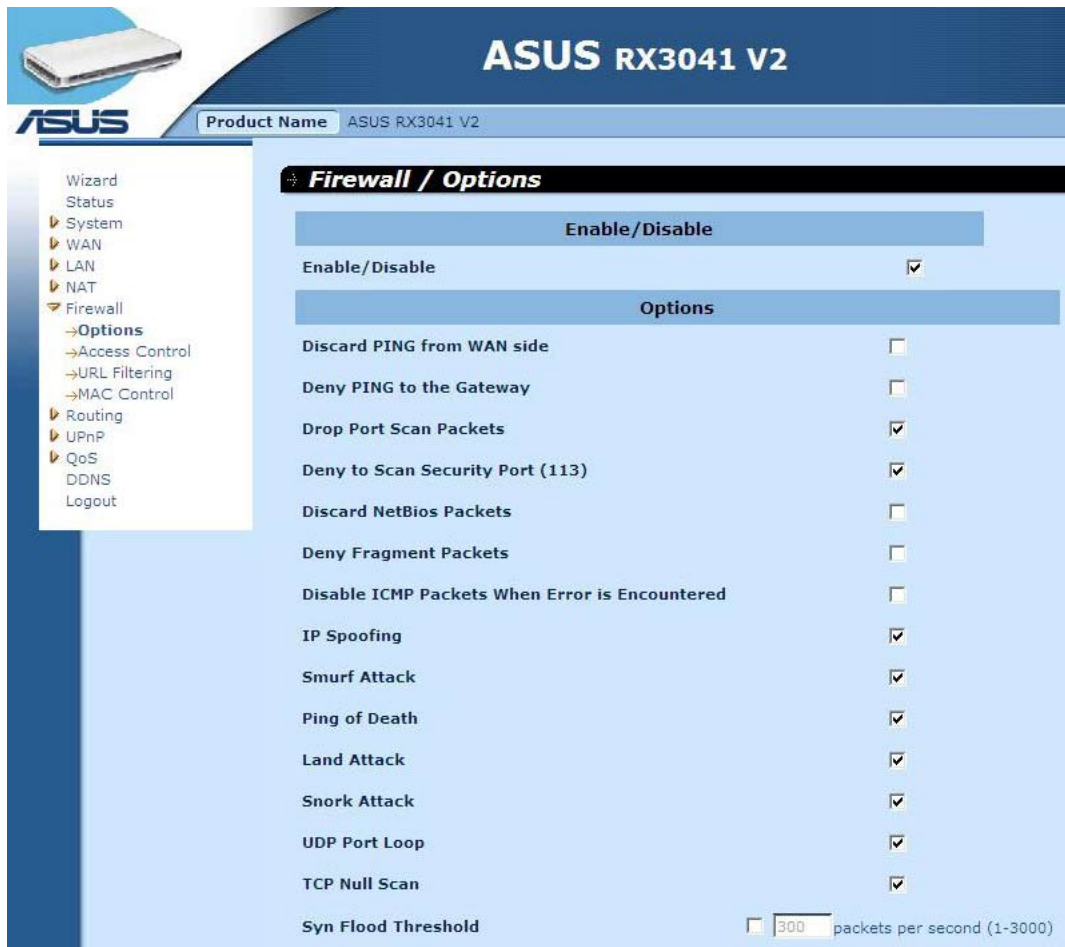 ASUS RX3041 V2
ASUS
Product Name ASUS RX3041 V2
Wizard
Status
System
WAN
LAN
NAT
Firewall
Options
Access Control
URL Filtering
MAC Control
Routing
UPnP
QoS
DDNS
Logout
Firewall / Options
Enable/Disable
Enable/Disable
Options
Discard PING from WAN side
Deny PING to the Gateway
Drop Port Scan Packets
Deny to Scan Security Port (113)
Discard NetBios Packets
Deny Fragment Packets
Disable ICMP Packets When Error is Encountered
IP Spoofing
Smurf Attack
Ping of Death
Land Attack
Snork Attack
UDP Port Loop
TCP Null Scan
Syn Flood Threshold 300 packets per second (1-3000)